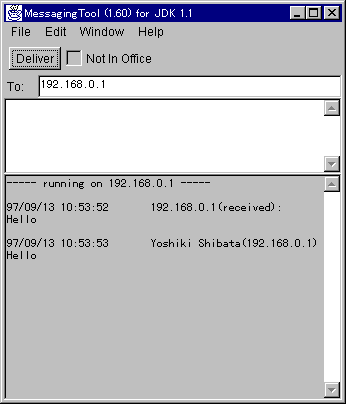 MessagingTool (1.60) for JDK 1.1
File Edit Window Help
Deliver Not In Office
To: 192.168.0.1
----- running on 192.168.0.1 -----
97/09/13 10:53:52 192.168.0.1(received):
Hello
97/09/13 10:53:53 Yoshiki Shibata(192.168.0.1)
Hello